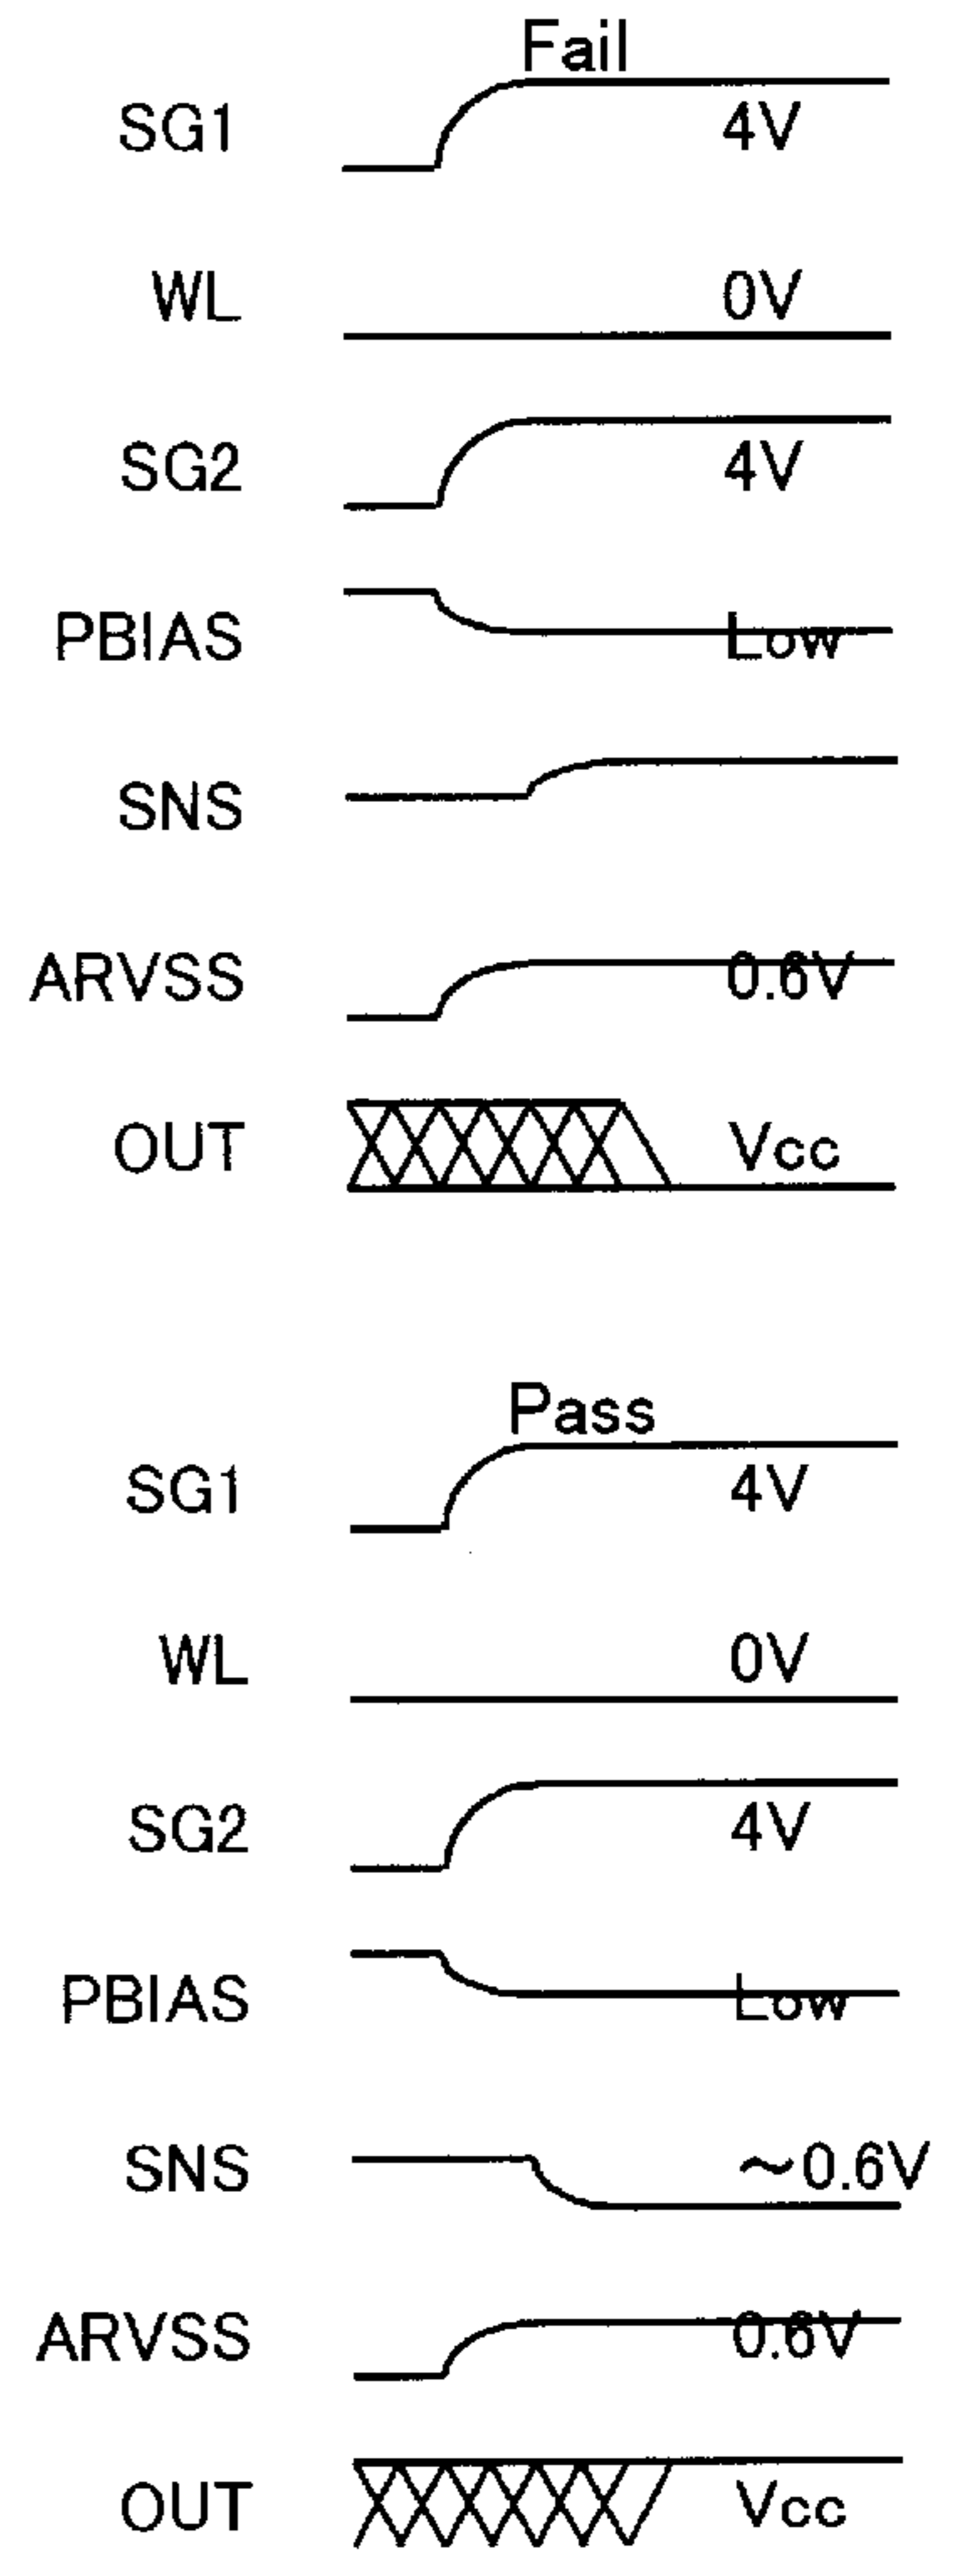 Fail
SG1 4V
WL 0V
SG2 4V
PBIAS Low
SNS
ARVSS 0.6V
OUT Vcc
Pass
SG1 4V
WL 0V
SG2 4V
PBIAS Low
SNS ～0.6V
ARVSS 0.6V
OUT Vcc